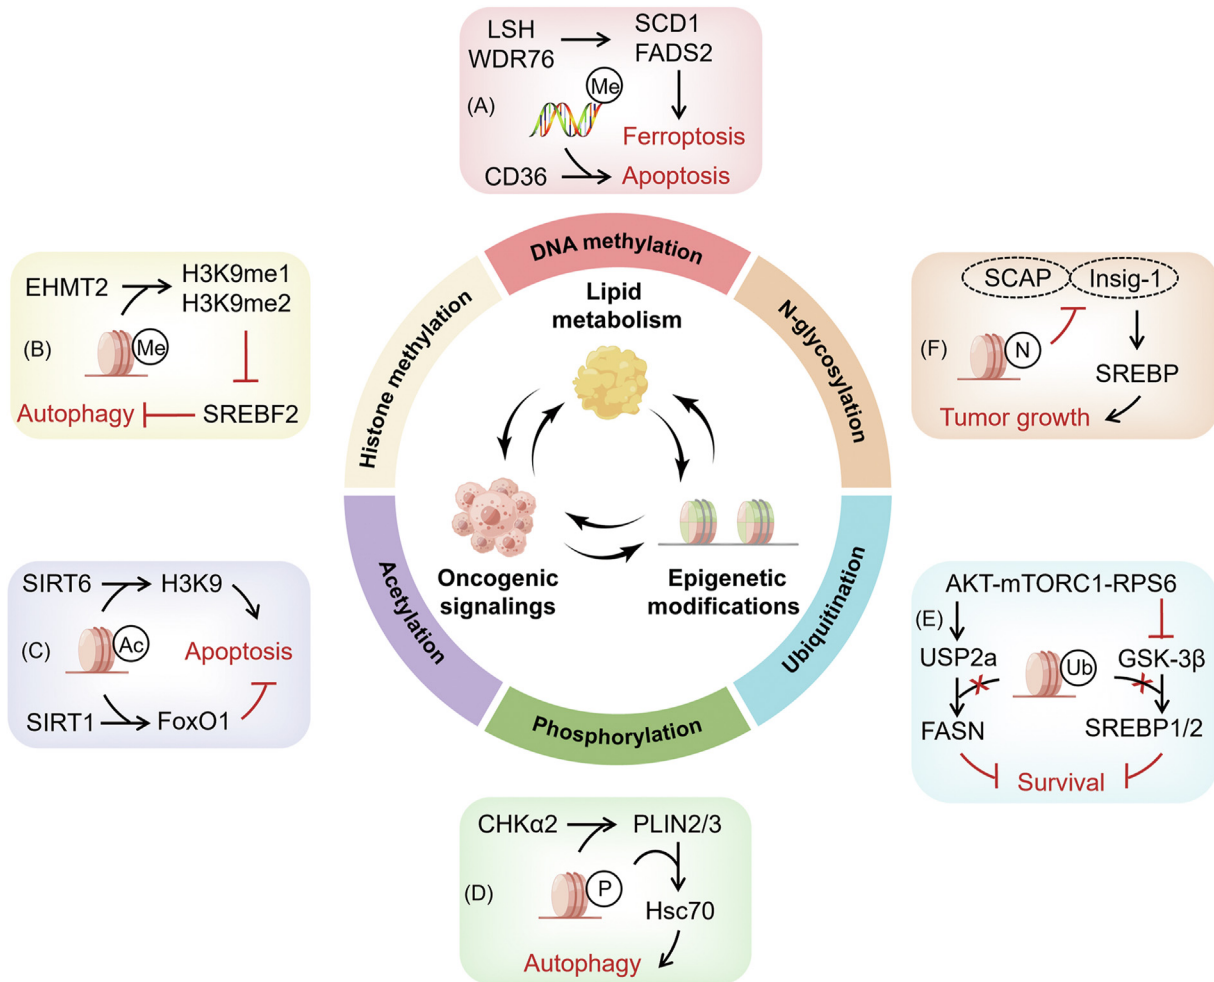 LSH
WDR76
SCD1
FADS2
Me
(A)
Ferroptosis
CD36
Apoptosis
EHMT2
H3K9me1
H3K9me2
(B)
Me
Autophagy
SREBF2
SIRT6
H3K9
(C)
Ac
Apoptosis
SIRT1
FoxO1
CHKα2
PLIN2/3
(D)
P
Hsc70
Autophagy
AKT-mTORC1-RPS6
(E)
USP2a
Ub
GSK-3β
FASN
SREBP1/2
Survival
SCAP
Insig-1
(F)
N
SREBP
Tumor growth
DNA methylation
N-glycosylation
Ubiquitination
Phosphorylation
Acetylation
Histone methylation
Lipid
metabolism
Oncogenic
signalings
Epigenetic
modifications